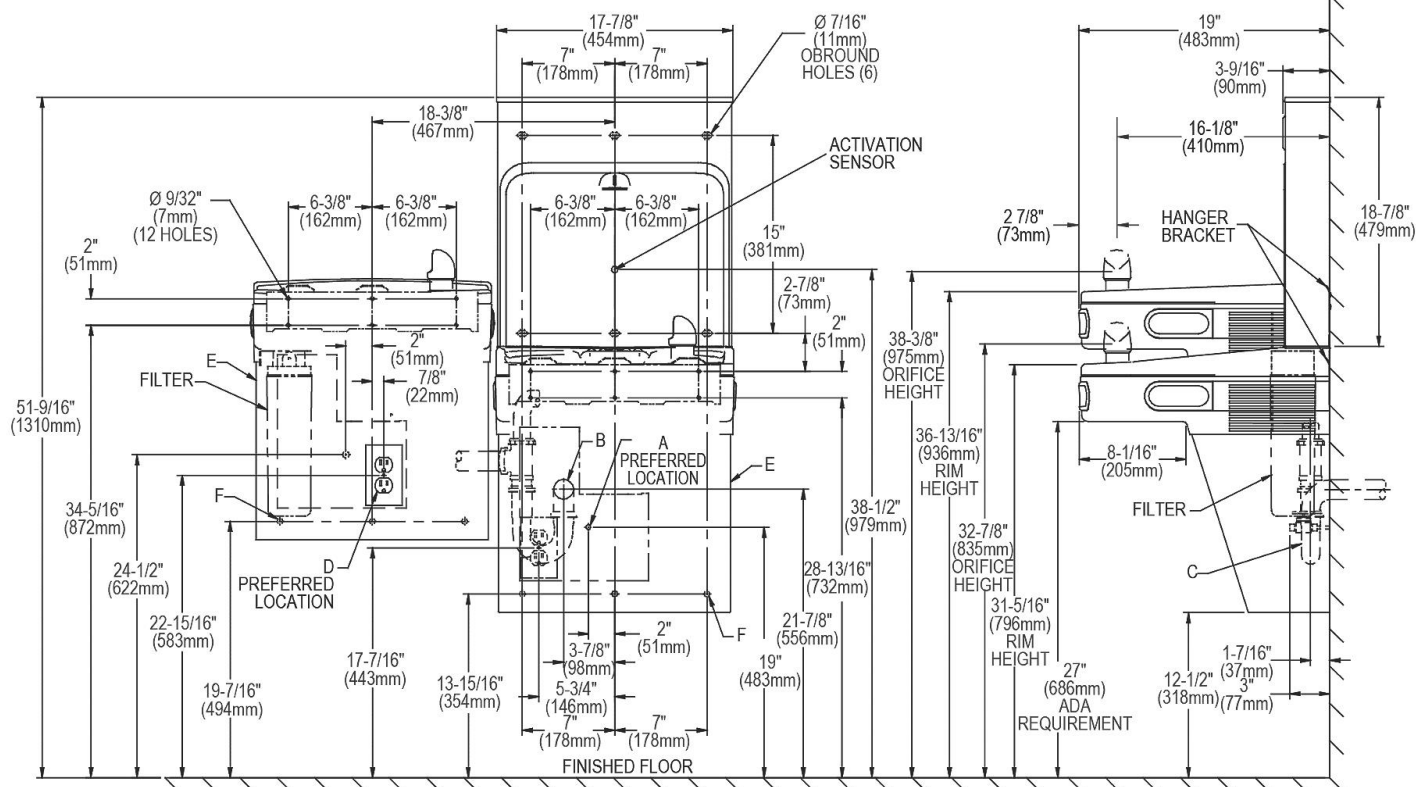 17-7/8"
(454mm)
7"
(178mm)
7"
(178mm)
Ø 7/16"
(11mm)
OBROUND
HOLES (6)
19"
(483mm)
3-9/16"
(90mm)
18-3/8"
(467mm)
16-1/8"
(410mm)
ACTIVATION
SENSOR
Ø 9/32"
(7mm)
(12 HOLES)
6-3/8"
(162mm)
6-3/8"
(162mm)
6-3/8"
(162mm)
6-3/8"
(162mm)
15"
(381mm)
2 7/8"
(73mm)
HANGER
BRACKET
18-7/8"
(479mm)
2"
(51mm)
2-7/8"
(73mm)
2"
(51mm)
2"
(51mm)
7/8"
(22mm)
E
FILTER
38-3/8"
(975mm)
ORIFICE
HEIGHT
51-9/16"
(1310mm)
B
A
PREFERRED
LOCATION
E
36-13/16"
(936mm)
RIM
HEIGHT
8-1/16"
(205mm)
FILTER
34-5/16"
(872mm)
F
38-1/2"
(979mm)
32-7/8"
(835mm)
ORIFICE
HEIGHT
24-1/2"
(622mm)
D
PREFERRED
LOCATION
28-13/16"
(732mm)
C
31-5/16"
(796mm)
RIM
HEIGHT
22-15/16"
(583mm)
21-7/8"
(556mm)
F
2"
(51mm)
3-7/8"
(98mm)
17-7/16"
(443mm)
19"
(483mm)
1-7/16"
(37mm)
3"
(77mm)
19-7/16"
(494mm)
13-15/16"
(354mm)
5-3/4"
(146mm)
27"
(686mm)
ADA
REQUIREMENT
12-1/2"
(318mm)
7"
(178mm)
7"
(178mm)
FINISHED FLOOR